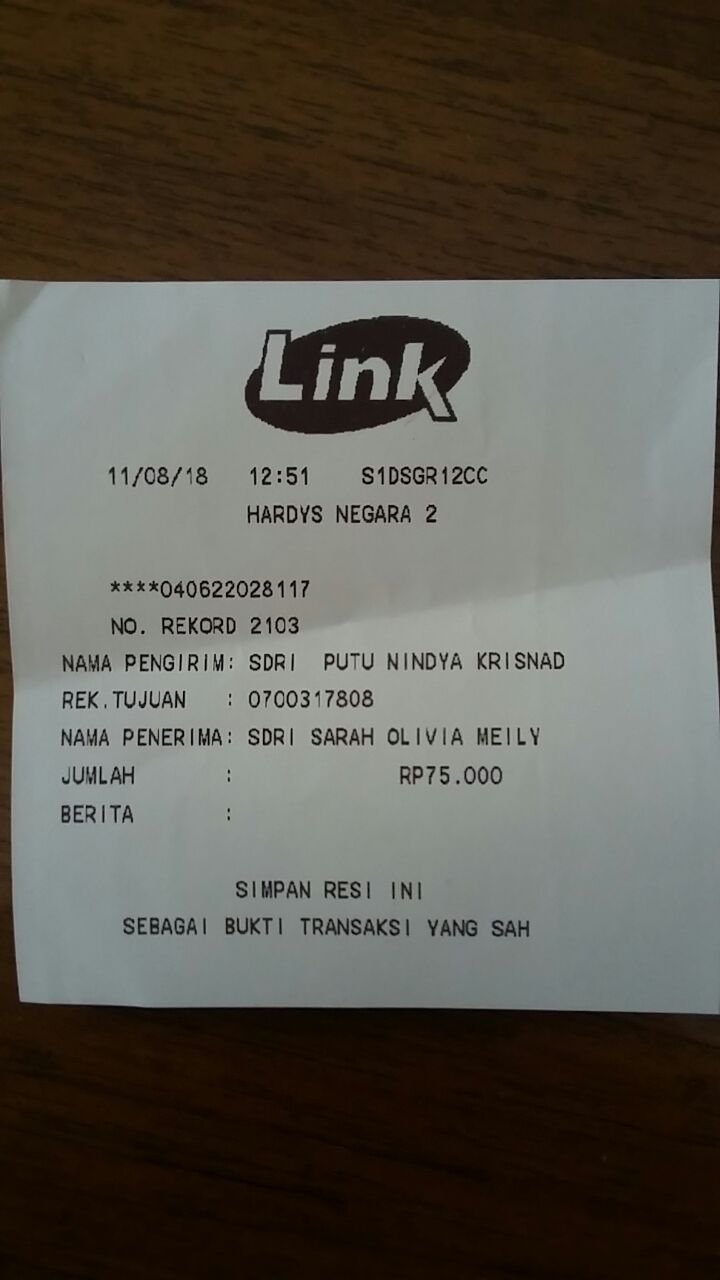 Link
11/08/18 12:51 S1DSGR12CC
HARDYS NEGARA 2
****040622028117
NO. REKORD 2103
NAMA PENGIRIM: SDRI PUTU NINDYA KRISNAD
REK.TUJUAN : 0700317808
NAMA PENERIMA: SDRI SARAH OLIVIA MEILY
JUMLAH : RP75.000
BERITA :
SIMPAN RESI INI
SEBAGAI BUKTI TRANSAKSI YANG SAH